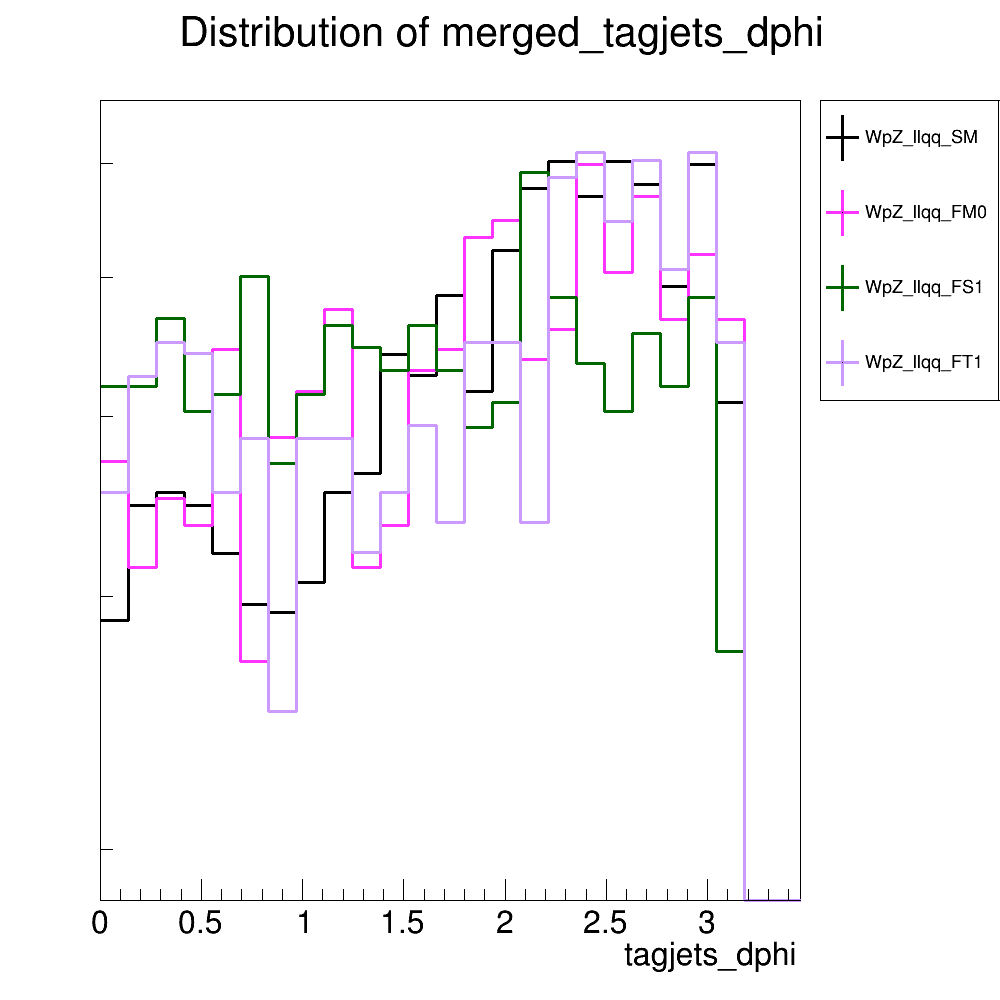 Distribution of merged_tagjets_dphi
WpZ_llqq_SM
WpZ_llqq_FM0
WpZ_llqq_FS1
WpZ_llqq_FT1
0 0.5 1 1.5 2 2.5 3
tagjets_dphi